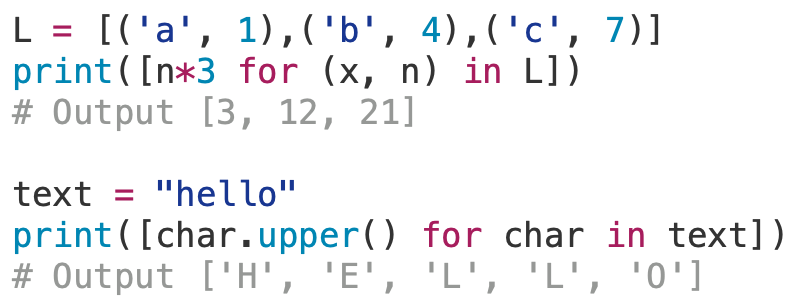 L = [('a', 1),('b', 4),('c', 7)]
print([n*3 for (x, n) in L])
# Output [3, 12, 21]
text = "hello"
print([char.upper() for char in text])
# Output ['H', 'E', 'L', 'L', 'O']